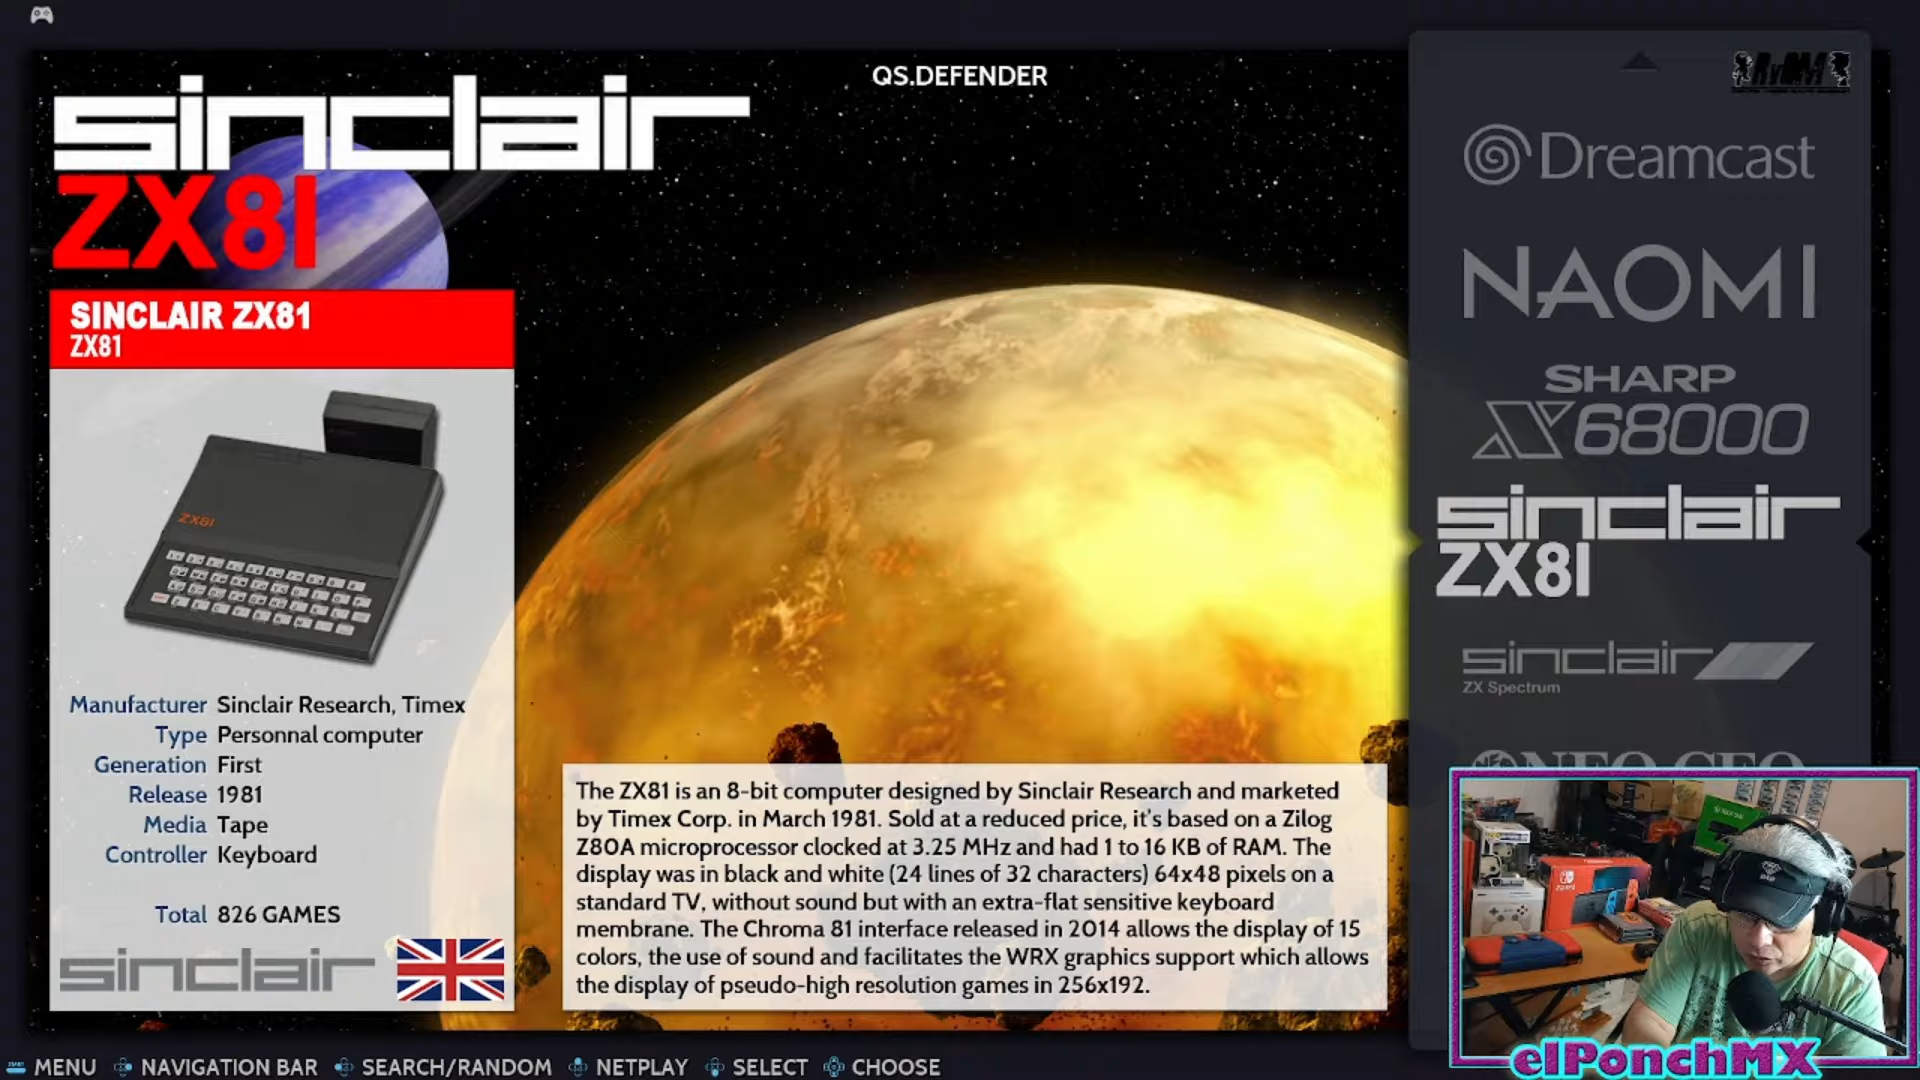 QS.DEFENDER
sinclair
ZX81
SINCLAIR ZX81
ZX81
ZX81
Manufacturer Sinclair Research, Timex
Type Personnal computer
Generation First
Release 1981
Media Tape
Controller Keyboard
Total 826 GAMES
sinclair
The ZX81 is an 8-bit computer designed by Sinclair Research and marketed
by Timex Corp. in March 1981. Sold at a reduced price, it's based on a Zilog
Z80A microprocessor clocked at 3.25 MHz and had 1 to 16 KB of RAM. The
display was in black and white (24 lines of 32 characters) 64x48 pixels on a
standard TV, without sound but with an extra-flat sensitive keyboard
membrane. The Chroma 81 interface released in 2014 allows the display of 15
colors, the use of sound and facilitates the WRX graphics support which allows
the display of pseudo-high resolution games in 256x192.
Dreamcast
NAOMI
SHARP
X68000
sinclair
ZX81
sinclair
ZX Spectrum
NEO GEO
elPonchMX
MENU NAVIGATION BAR SEARCH/RANDOM NETPLAY SELECT CHOOSE